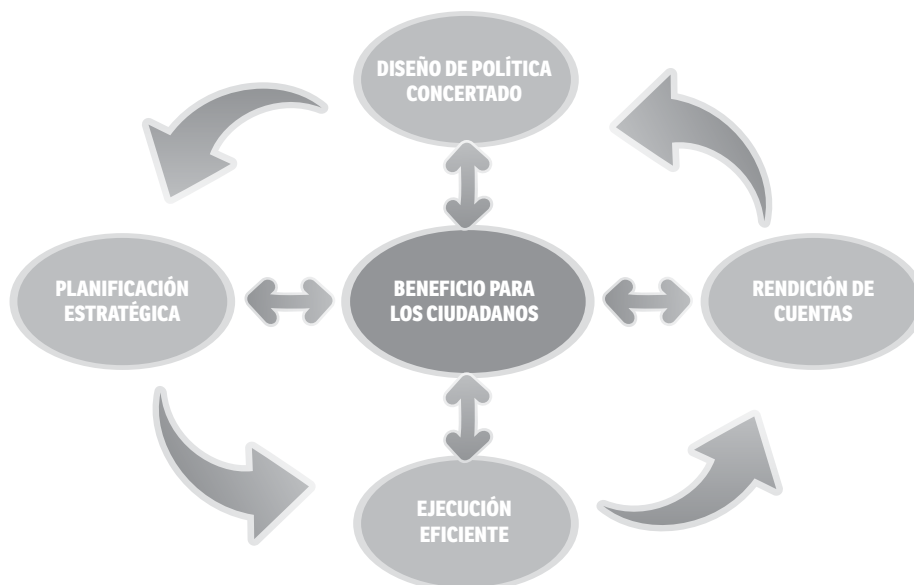 DISEÑO DE POLÍTICA
CONCERTADO
PLANIFICACIÓN
ESTRATÉGICA
BENEFICIO PARA
LOS CIUDADANOS
RENDICIÓN DE
CUENTAS
EJECUCIÓN
EFICIENTE